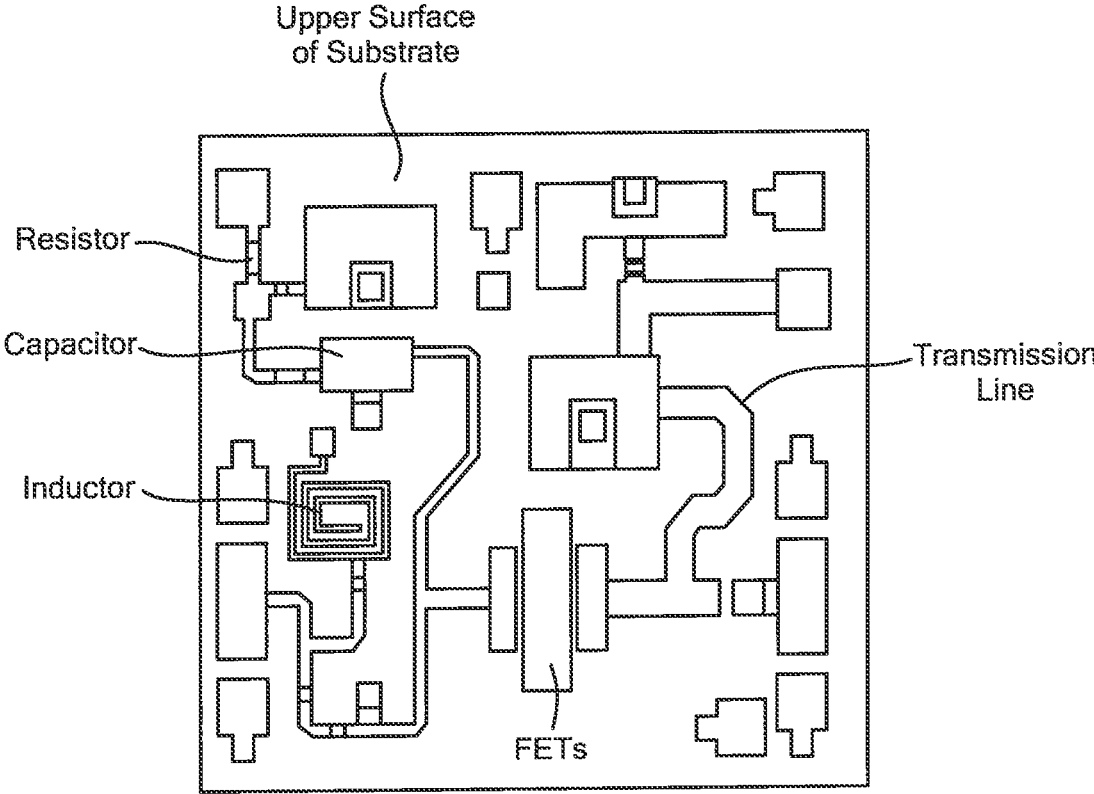 Upper Surface
of Substrate
Resistor
Capacitor
Transmission
Line
Inductor
FETs